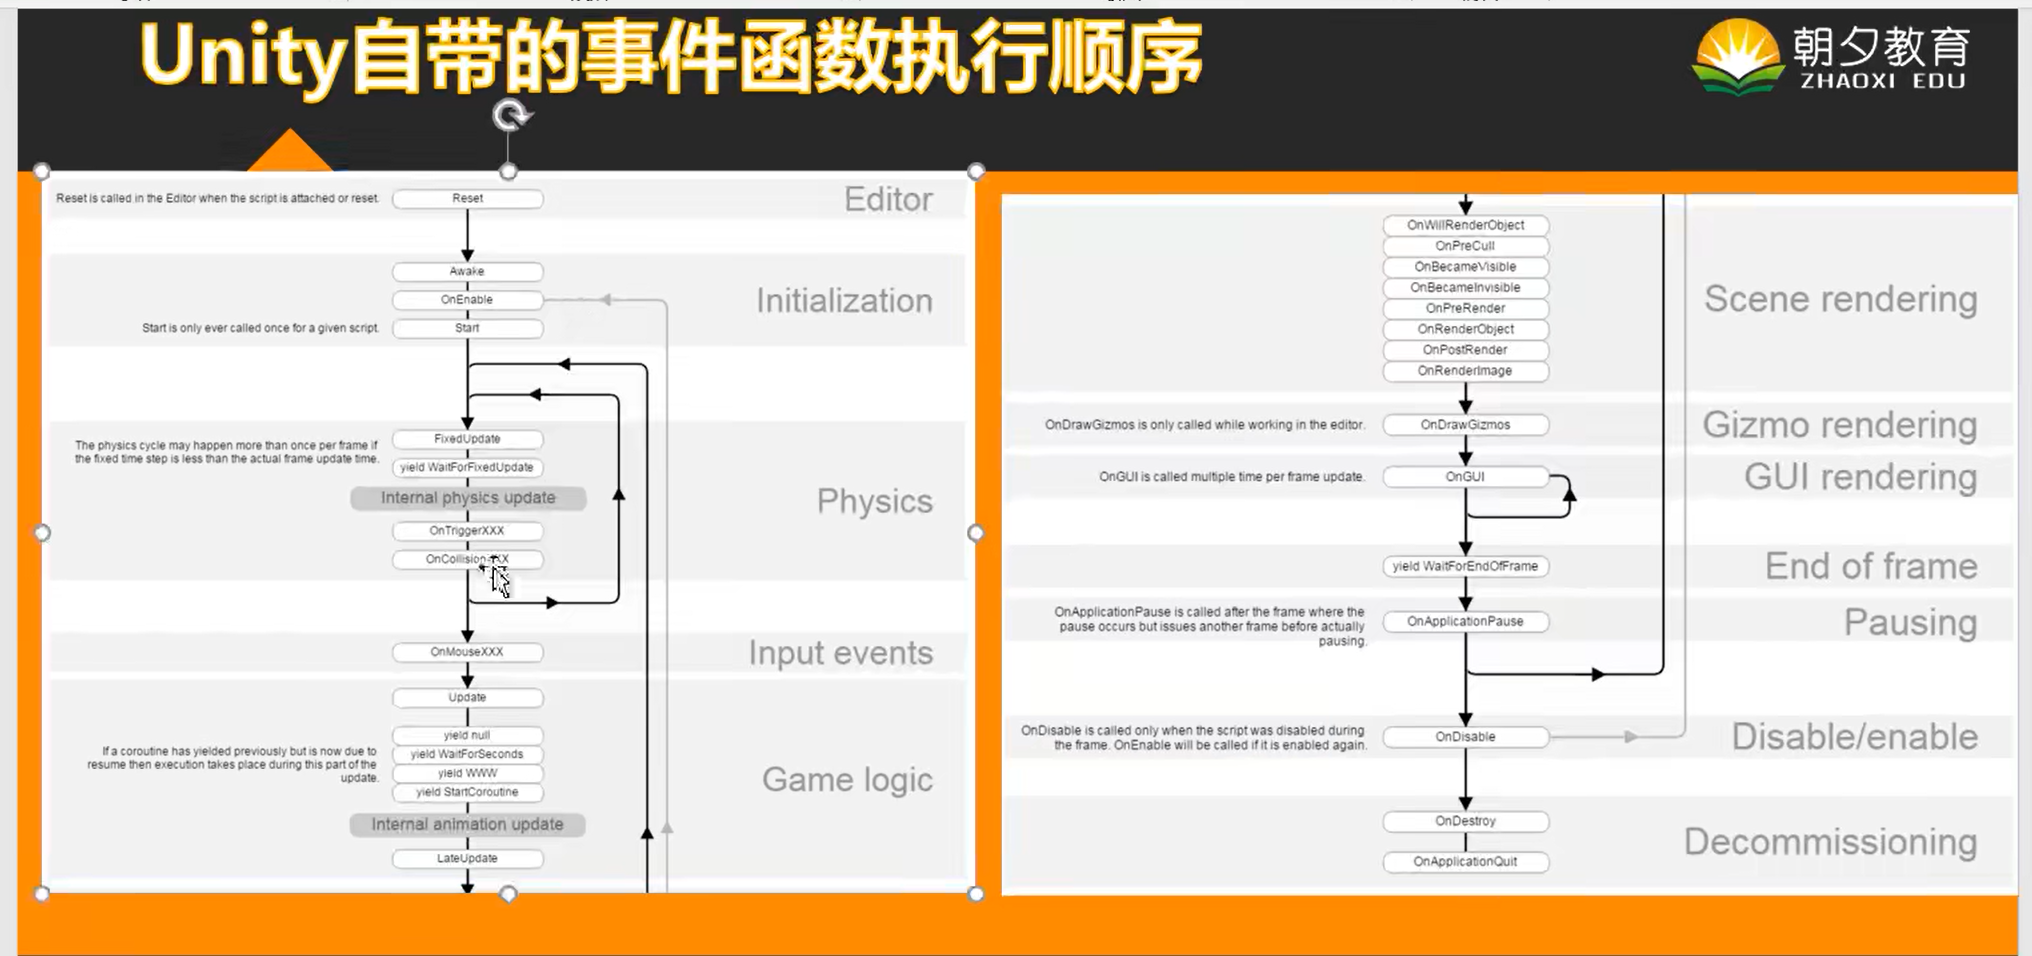 Unity自带的事件函数执行顺序
朝夕教育
ZHAOXI EDU
Reset is called in the Editor when the script is attached or reset.
Reset
Editor
Awake
OnEnable
Initialization
Start is only ever called once for a given script.
Start
The physics cycle may happen more than once per frame if
the fixed time step is less than the actual frame update time.
FixedUpdate
yield WaitForFixedUpdate
Internal physics update
Physics
OnTriggerXXX
OnMouseXXX
Input events
Update
yield null
yield WaitForSeconds
yield WWW
yield StartCoroutine
If a coroutine has yielded previously but is now due to
resume then execution takes place during this part of the
update.
Game logic
Internal animation update
LateUpdate
OnWillRenderObject
OnPreCull
OnBecameVisible
OnBecameInvisible
OnPreRender
OnRenderObject
OnPostRender
OnRenderImage
Scene rendering
OnDrawGizmos is only called while working in the editor.
OnDrawGizmos
Gizmo rendering
OnGUI is called multiple time per frame update.
OnGUI
GUI rendering
yield WaitForEndOfFrame
End of frame
OnApplicationPause is called after the frame where the
pause occurs but issues another frame before actually
pausing.
OnApplicationPause
Pausing
OnDisable is called only when the script was disabled during
the frame. OnEnable will be called if it is enabled again.
OnDisable
Disable/enable
OnDestroy
Decommissioning
OnApplicationQuit